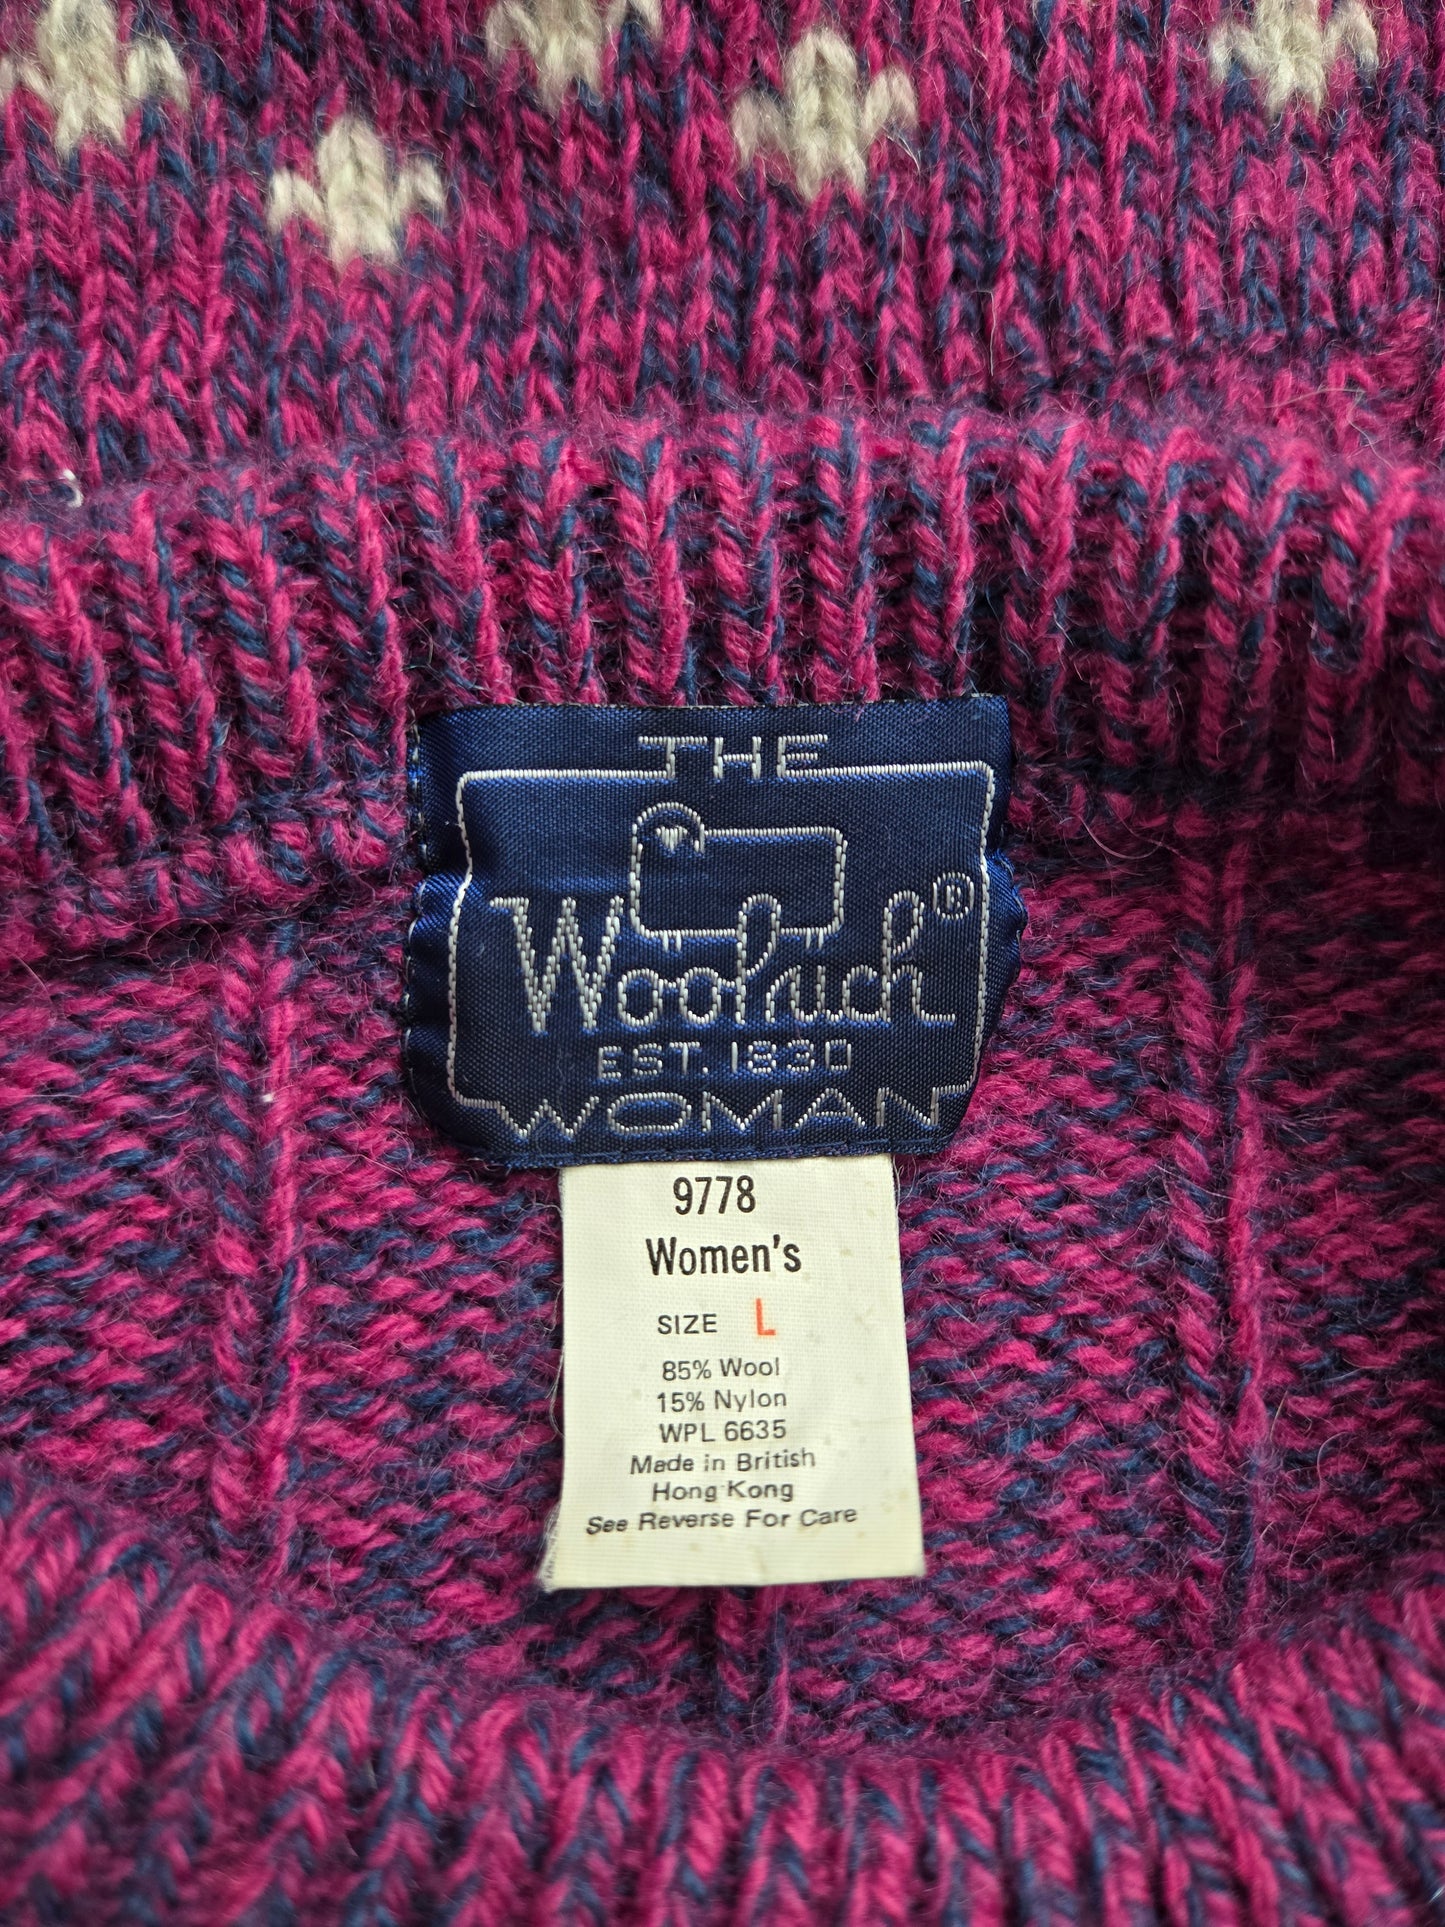 THE
Woolrich®
EST. 1830
WOMAN
9778
Women's
SIZE L
85% Wool
15% Nylon
WPL 6635
Made in British
Hong Kong
See Reverse For Care